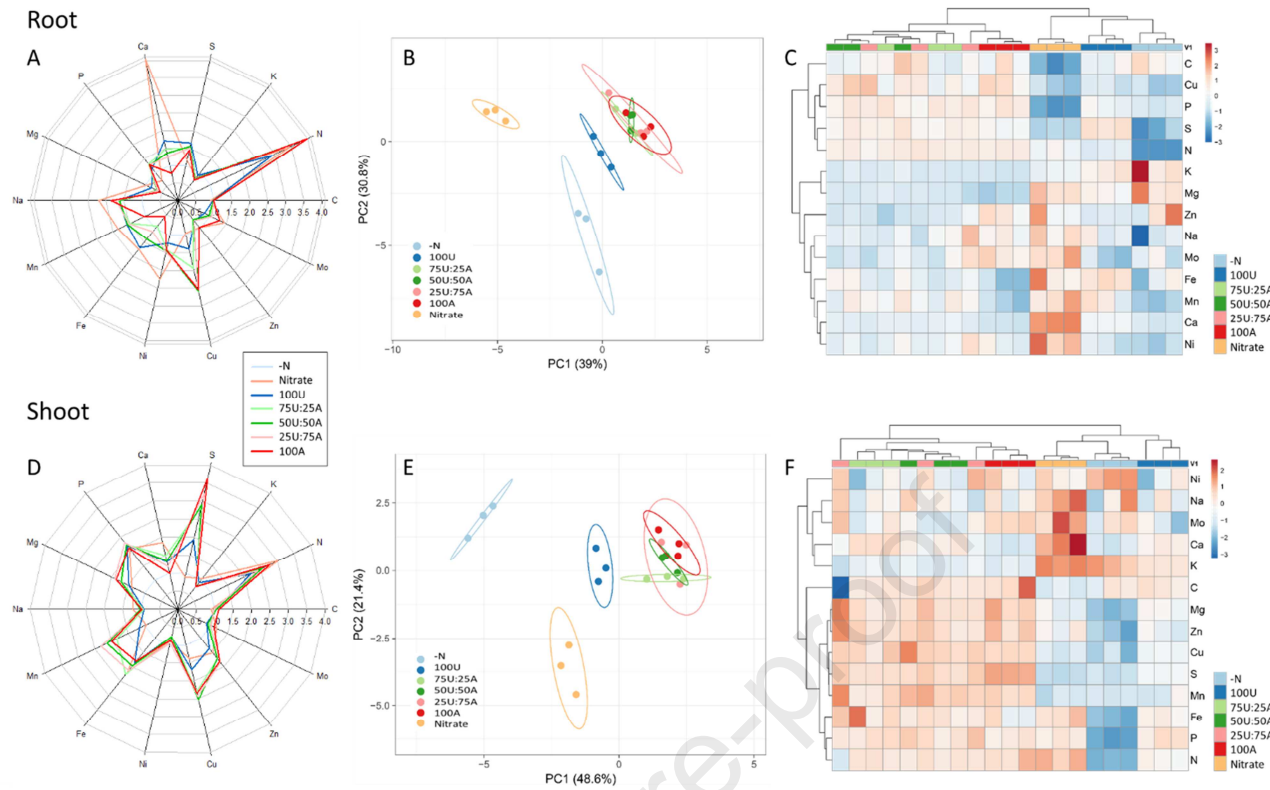 Root
A
Ca
S
K
N
C
Mo
Zn
Cu
Ni
Fe
Mn
Na
Mg
P
0.0 0.5 1.0 1.5 2.0 2.5 3.0 3.5 4.0
B
PC2 (30.8%)
0
−5
−10
−5
0
5
PC1 (39%)
-N
100U
75U:25A
50U:50A
25U:75A
100A
Nitrate
C
C
Cu
P
S
N
K
Mg
Zn
Na
Mo
Fe
Mn
Ca
Ni
3
2
1
0
-1
-2
-3
-N
100U
75U:25A
50U:50A
25U:75A
100A
Nitrate
-N
Nitrate
100U
75U:25A
50U:50A
25U:75A
100A
Shoot
D
Ca
S
K
N
C
Mo
Zn
Cu
Ni
Fe
Mn
Na
Mg
P
0.0 0.5 1.0 1.5 2.0 2.5 3.0 3.5 4.0
E
PC2 (21.4%)
2.5
0.0
−2.5
−5.0
−5
0
5
PC1 (48.6%)
-N
100U
75U:25A
50U:50A
25U:75A
100A
Nitrate
F
Ni
Na
Mo
Ca
K
C
Mg
Zn
Cu
S
Mn
Fe
P
N
2
1
0
-1
-2
-3
-N
100U
75U:25A
50U:50A
25U:75A
100A
Nitrate
re-proof